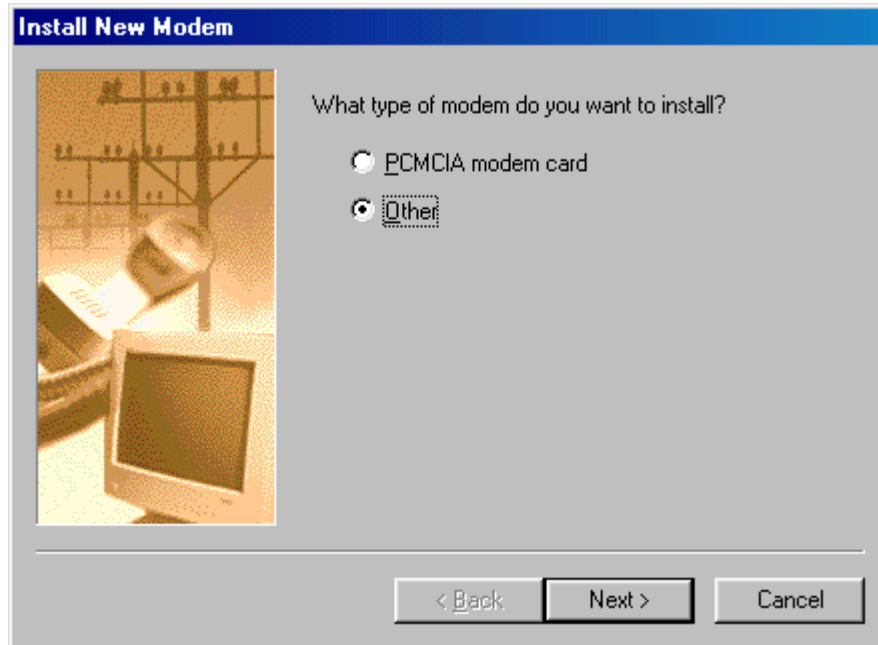 Install New Modem
What type of modem do you want to install?
PCMCIA modem card
Other
< Back
Next >
Cancel